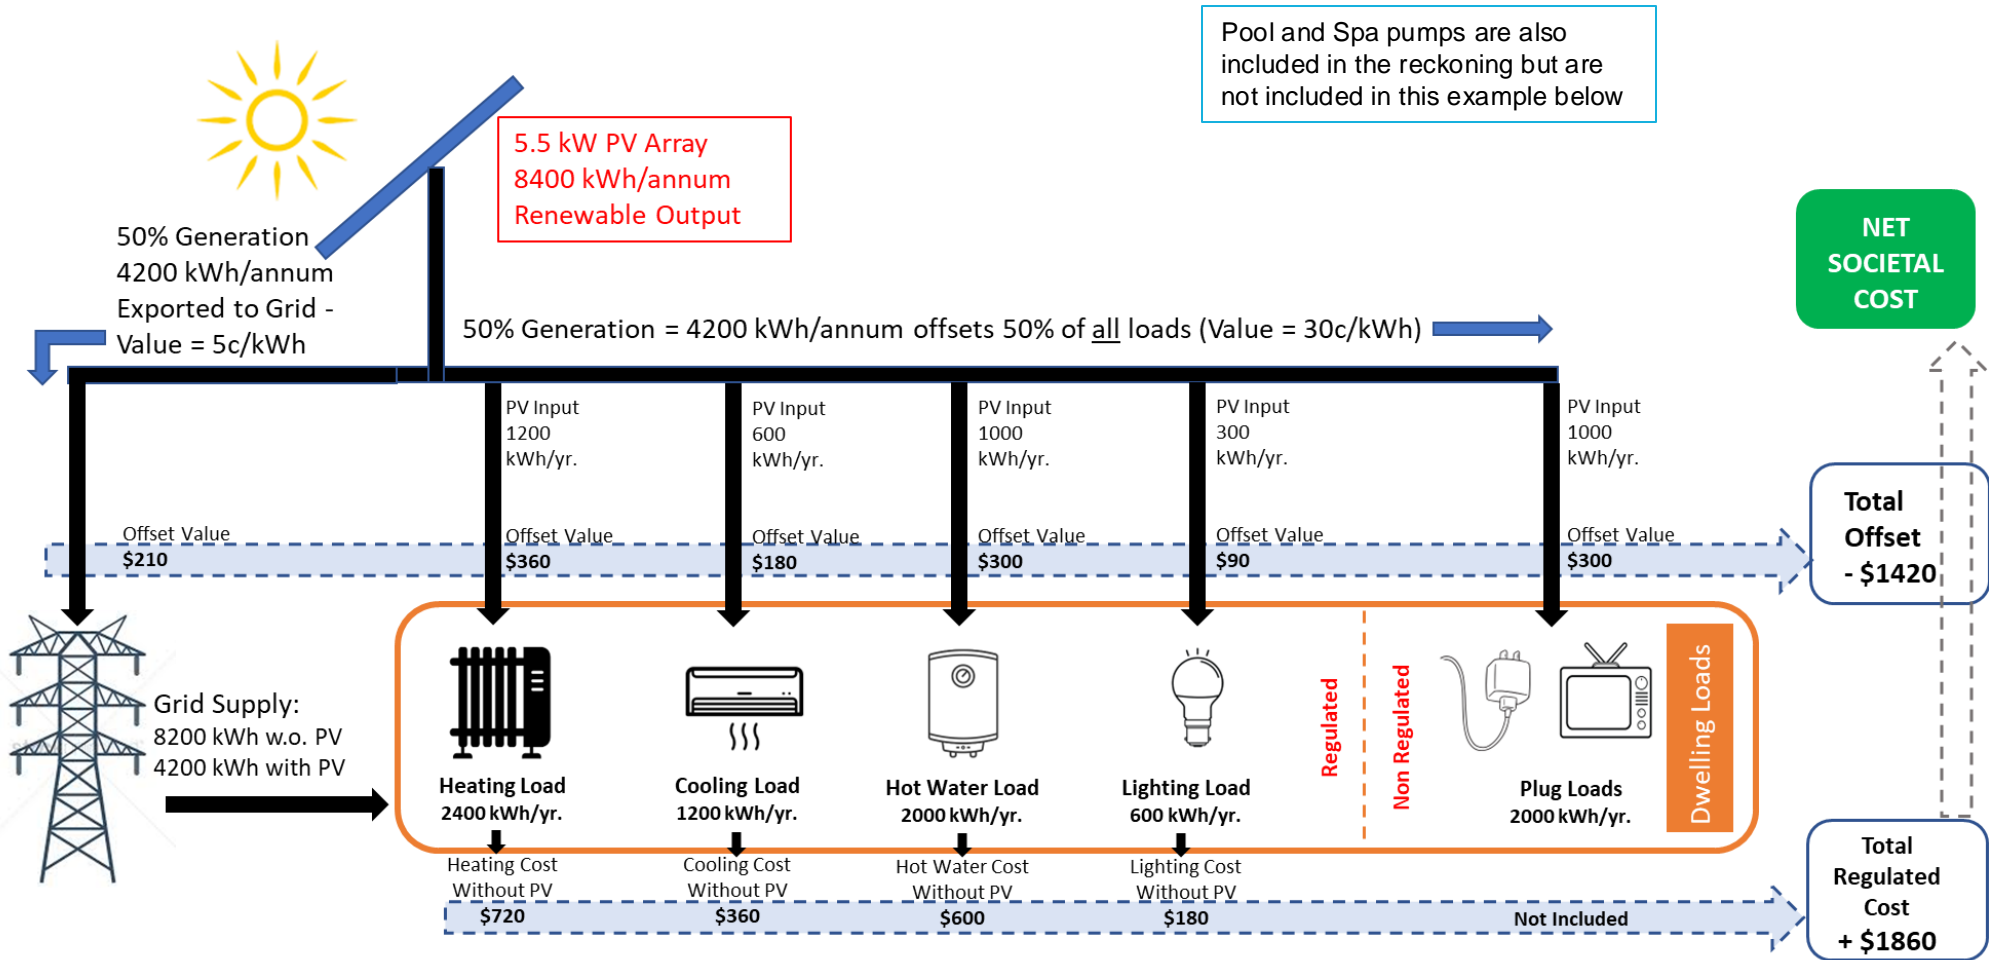 Pool and Spa pumps are also
included in the reckoning but are
not included in this example below
5.5 kW PV Array
8400 kWh/annum
Renewable Output
50% Generation
4200 kWh/annum
Exported to Grid -
Value = 5c/kWh
NET
SOCIETAL
COST
50% Generation = 4200 kWh/annum offsets 50% of all loads (Value = 30c/kWh)
PV Input
1200
kWh/yr.
PV Input
600
kWh/yr.
PV Input
1000
kWh/yr.
PV Input
300
kWh/yr.
PV Input
1000
kWh/yr.
Offset Value
$210
Offset Value
$360
Offset Value
$180
Offset Value
$300
Offset Value
$90
Offset Value
$300
Total
Offset
- $1420
Grid Supply:
8200 kWh w.o. PV
4200 kWh with PV
Heating Load
2400 kWh/yr.
Cooling Load
1200 kWh/yr.
Hot Water Load
2000 kWh/yr.
Lighting Load
600 kWh/yr.
Regulated
Non Regulated
Plug Loads
2000 kWh/yr.
Dwelling Loads
Heating Cost
Without PV
$720
Cooling Cost
Without PV
$360
Hot Water Cost
Without PV
$600
Lighting Cost
Without PV
$180
Not Included
Total
Regulated
Cost
+ $1860